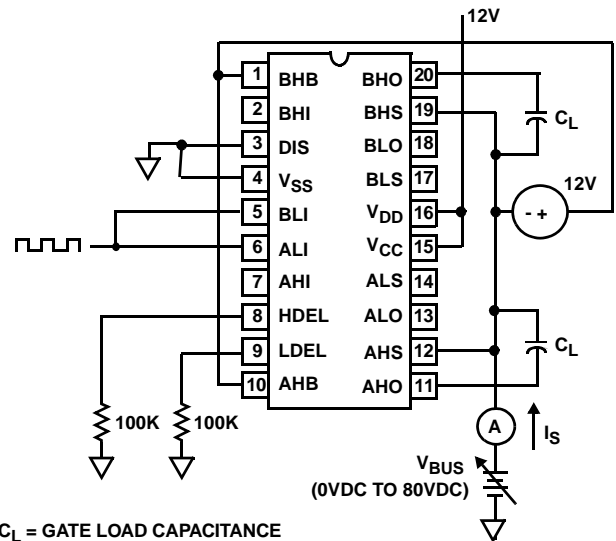 12V
1 BHB BHO 20
2 BHI BHS 19
3 DIS BLO 18
4 VSS BLS 17
5 BLI VDD 16
6 ALI VCC 15
7 AHI ALS 14
8 HDEL ALO 13
9 LDEL AHS 12
10 AHB AHO 11
CL
12V
- +
CL
100K 100K
A IS
VBUS
(0VDC TO 80VDC)
CL = GATE LOAD CAPACITANCE